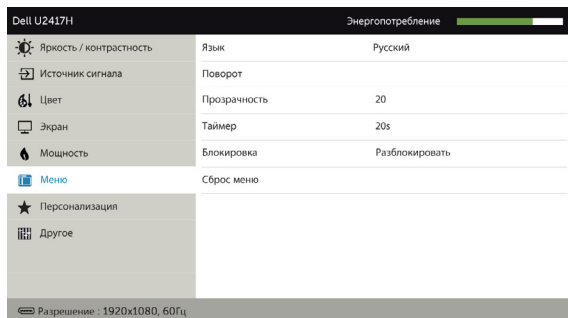 Dell U2417H Энергопотребление
Яркость / контрастность Язык Русский
Источник сигнала Поворот
Цвет Прозрачность 20
Экран Таймер 20s
Мощность Блокировка Разблокировать
Меню Сброс меню
Персонализация
Другое
Разрешение : 1920x1080, 60Гц